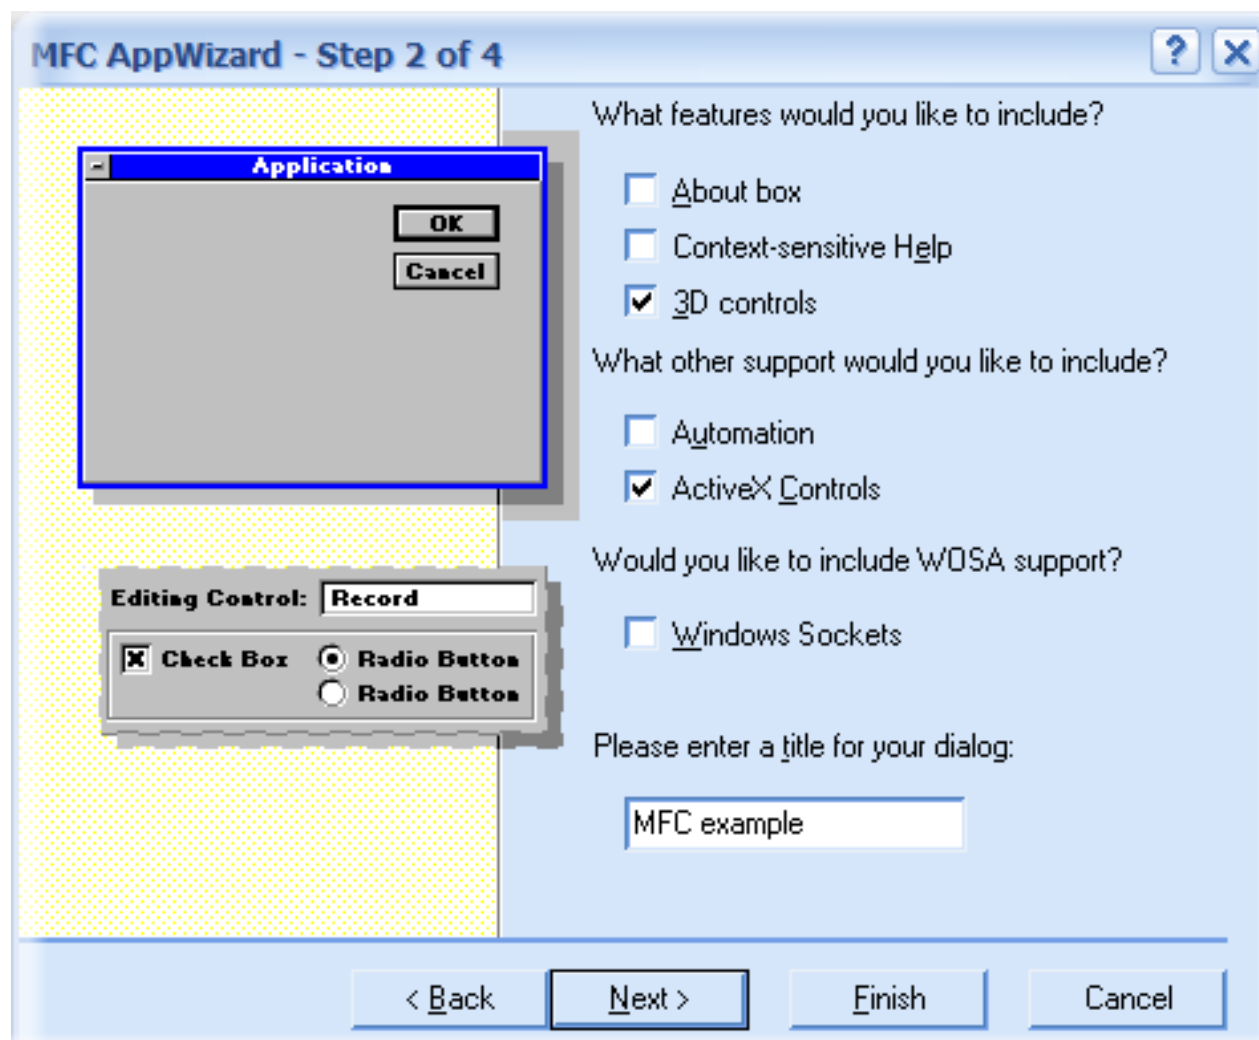 MFC AppWizard - Step 2 of 4
Application
OK
Cancel
Editing Control: Record
Check Box Radio Button
Radio Button
What features would you like to include?
About box
Context-sensitive Help
3D controls
What other support would you like to include?
Automation
ActiveX Controls
Would you like to include WOSA support?
Windows Sockets
Please enter a title for your dialog:
MFC example
< Back Next > Finish Cancel